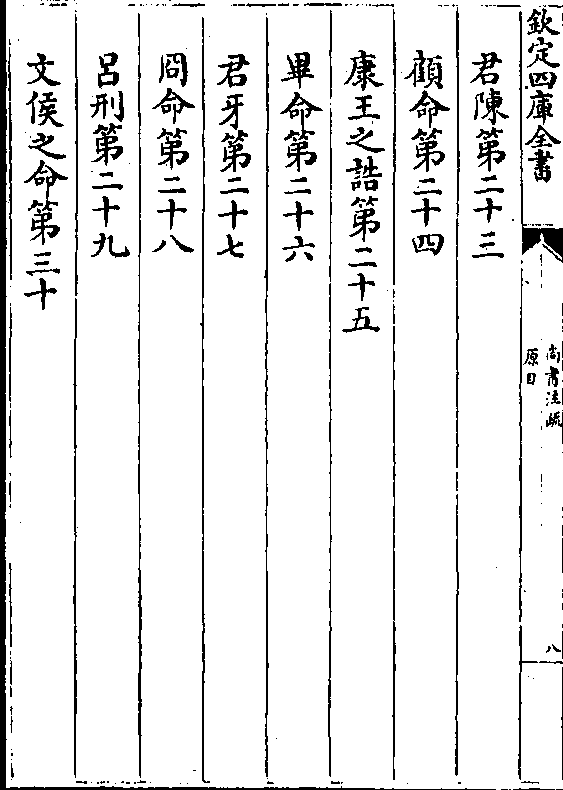 欽定四庫全書
尚書注疏
原目
八
君陳第二十三
顧命第二十四
康王之誥第二十五
畢命第二十六
君牙第二十七
冏命第二十八
呂刑第二十九
文侯之命第三十